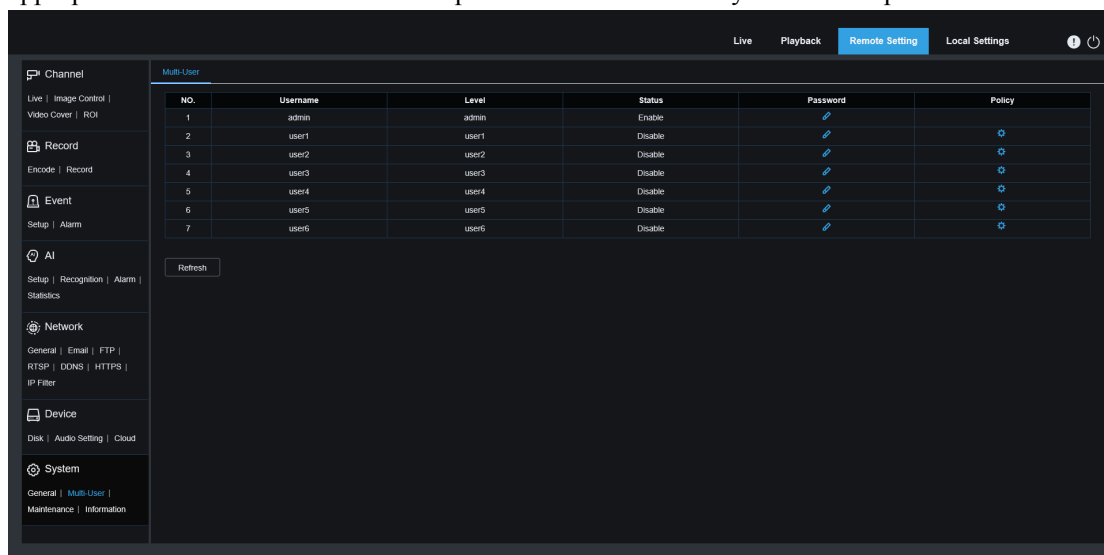 Live Playback Remote Setting Local Settings
Channel
Live | Image Control |
Video Cover | ROI
Record
Encode | Record
Event
Setup | Alarm
AI
Setup | Recognition | Alarm |
Statistics
Network
General | Email | FTP |
RTSP | DDNS | HTTPS |
IP Filter
Device
Disk | Audio Setting | Cloud
System
General | Multi-User |
Maintenance | Information
Multi-User
NO. Username Level Status Password Policy
1 admin admin Enable
2 user1 user1 Disable
3 user2 user2 Disable
4 user3 user3 Disable
5 user4 user4 Disable
6 user5 user5 Disable
7 user6 user6 Disable
Refresh